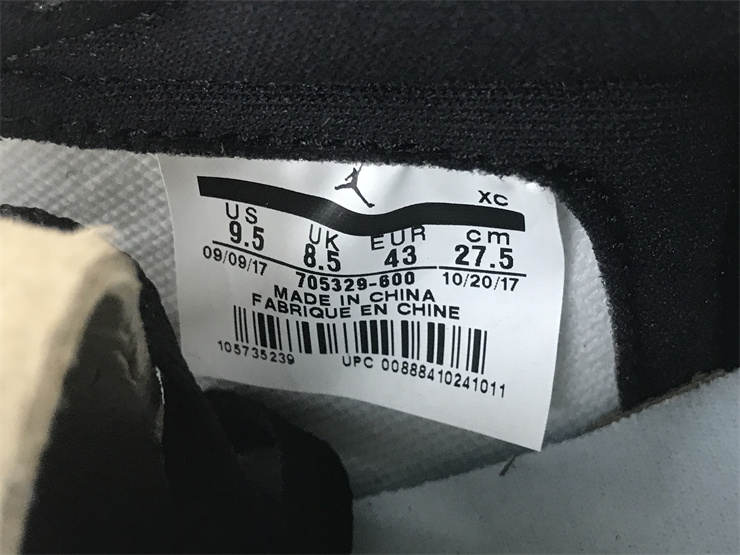 XC
US UK EUR cm
9.5 8.5 43 27.5
09/09/17 705329-600 10/20/17
MADE IN CHINA
FABRIQUE EN CHINE
105735239 UPC 00888410241011